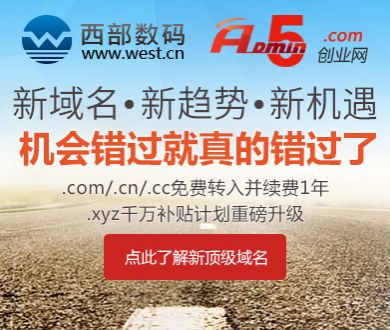 西部数码
www.west.cn
Admin5.com
创业网
新域名•新趋势•新机遇
机会错过就真的错过了
.com/.cn/.cc免费转入并续费1年
.xyz千万补贴计划重磅升级
点此了解新顶级域名